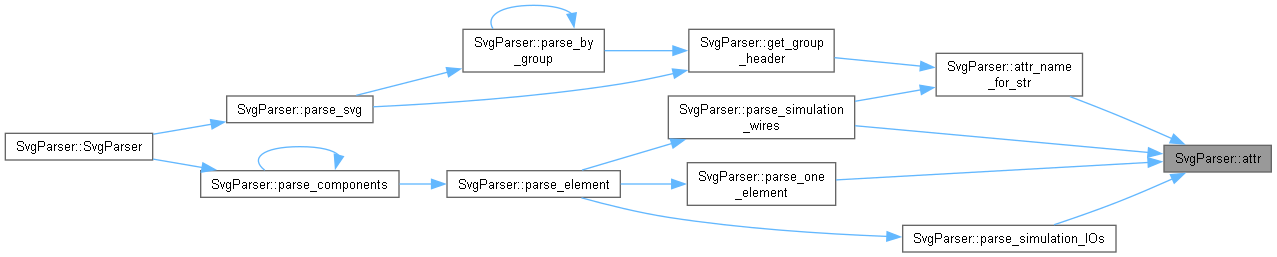 SvgParser::parse_by
_group
SvgParser::get_group
_header
SvgParser::attr_name
_for_str
SvgParser::parse_svg
SvgParser::parse_simulation
_wires
SvgParser::SvgParser
SvgParser::attr
SvgParser::parse_components
SvgParser::parse_element
SvgParser::parse_one
_element
SvgParser::parse_simulation_IOs